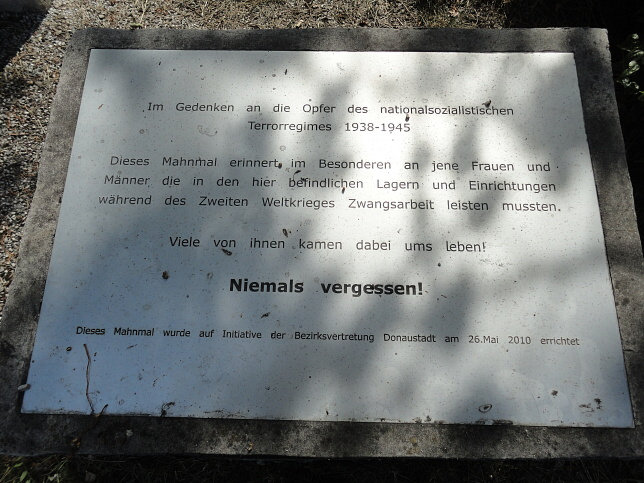 Im Gedenken an die Opfer des nationalsozialistischen
Terrorregimes 1938-1945
Dieses Mahnmal erinnert im Besonderen an jene Frauen und
Männer die in den hier befindlichen Lagern und Einrichtungen
während des Zweiten Weltkrieges Zwangsarbeit leisten mussten.
Viele von ihnen kamen dabei ums leben!
Niemals vergessen!
Dieses Mahnmal wurde auf Initiative der Bezirksvertretung Donaustadt am 26.Mai 2010 errichtet